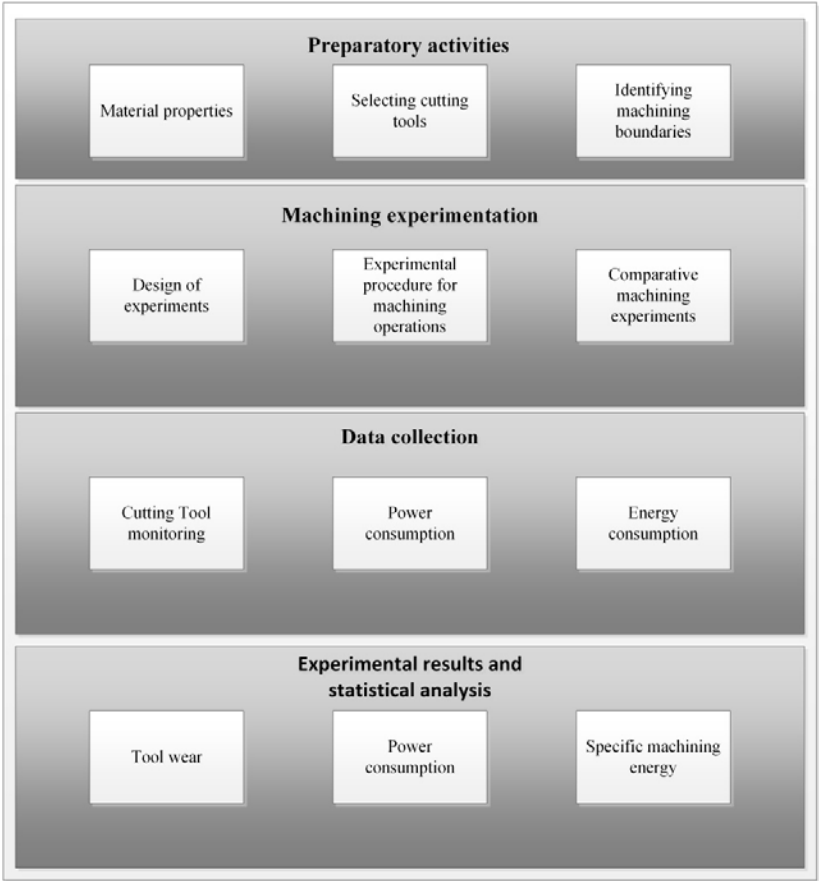 Preparatory activities
Material properties
Selecting cutting
tools
Identifying
machining
boundaries
Machining experimentation
Design of
experiments
Experimental
procedure for
machining
operations
Comparative
machining
experiments
Data collection
Cutting Tool
monitoring
Power
consumption
Energy
consumption
Experimental results and
statistical analysis
Tool wear
Power
consumption
Specific machining
energy